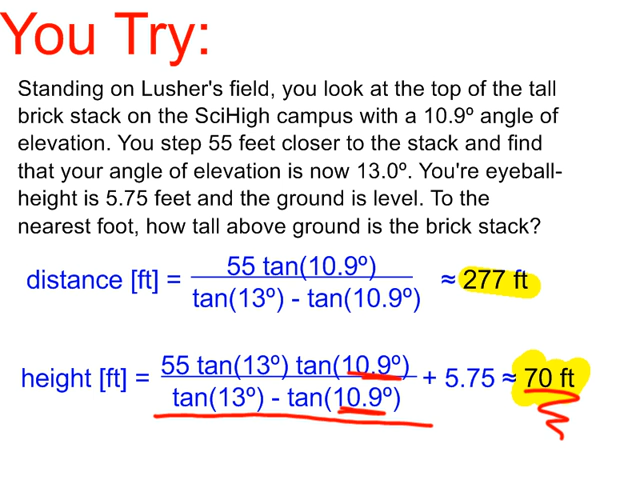 You Try:
Standing on Lusher's field, you look at the top of the tall
brick stack on the SciHigh campus with a 10.9º angle of
elevation. You step 55 feet closer to the stack and find
that your angle of elevation is now 13.0º. You're eyeball-
height is 5.75 feet and the ground is level. To the
nearest foot, how tall above ground is the brick stack?
distance [ft] = 55 tan(10.9º) / tan(13º) - tan(10.9º) ≈ 277 ft
height [ft] = 55 tan(13º) tan(10.9º) / tan(13º) - tan(10.9º) + 5.75 ≈ 70 ft